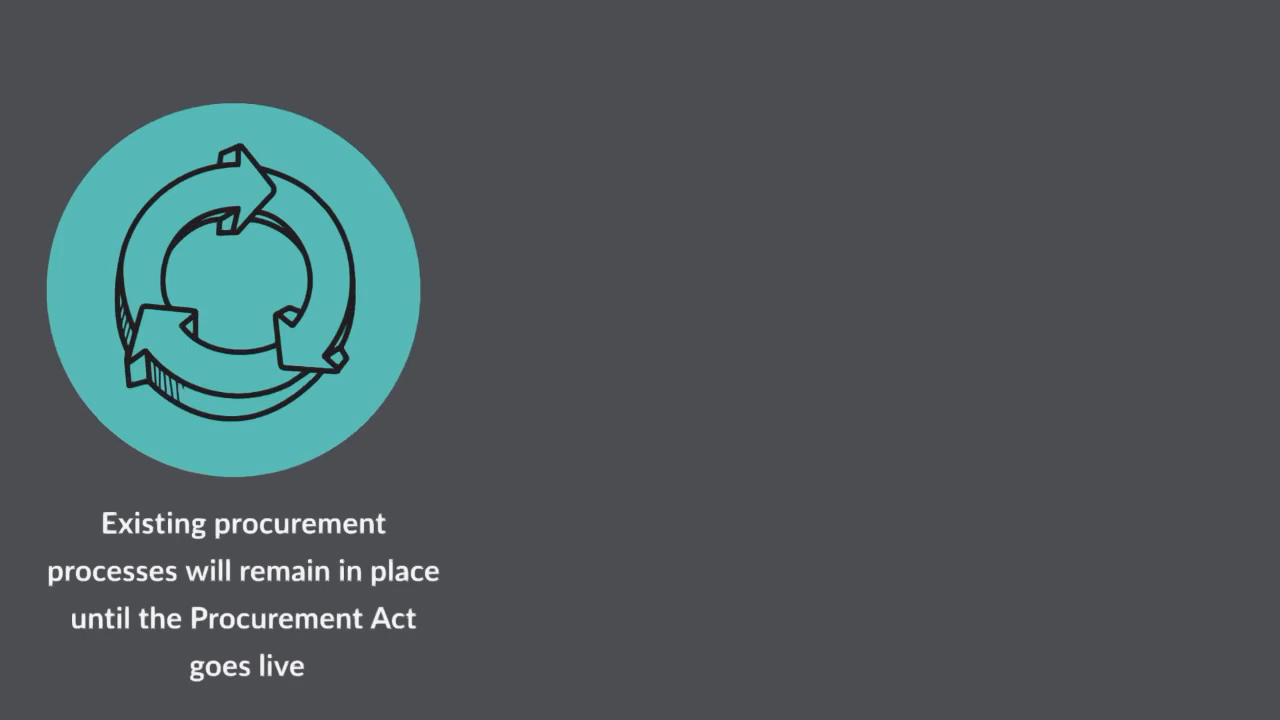 Existing procurement
processes will remain in place
until the Procurement Act
goes live